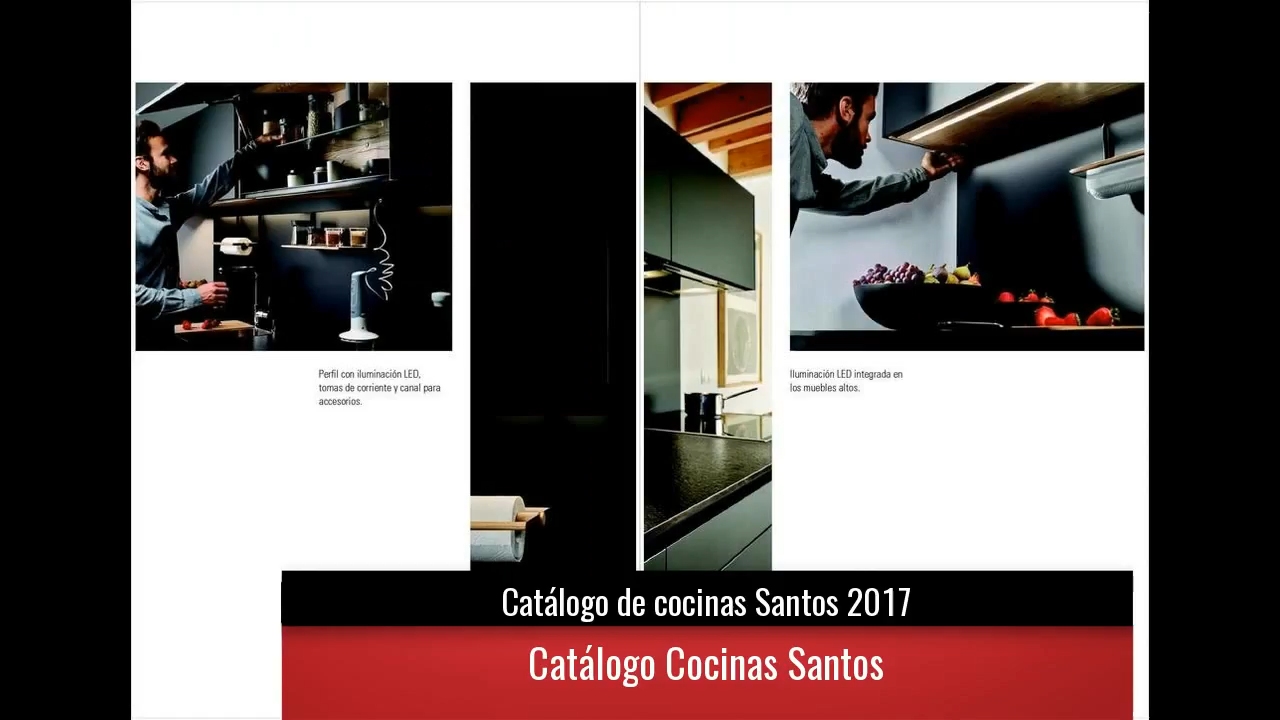 Perfil con iluminación LED,
tomas de corriente y canal para
accesorios.
Iluminación LED integrada en
los muebles altos.
Catálogo de cocinas Santos 2017
Catálogo Cocinas Santos